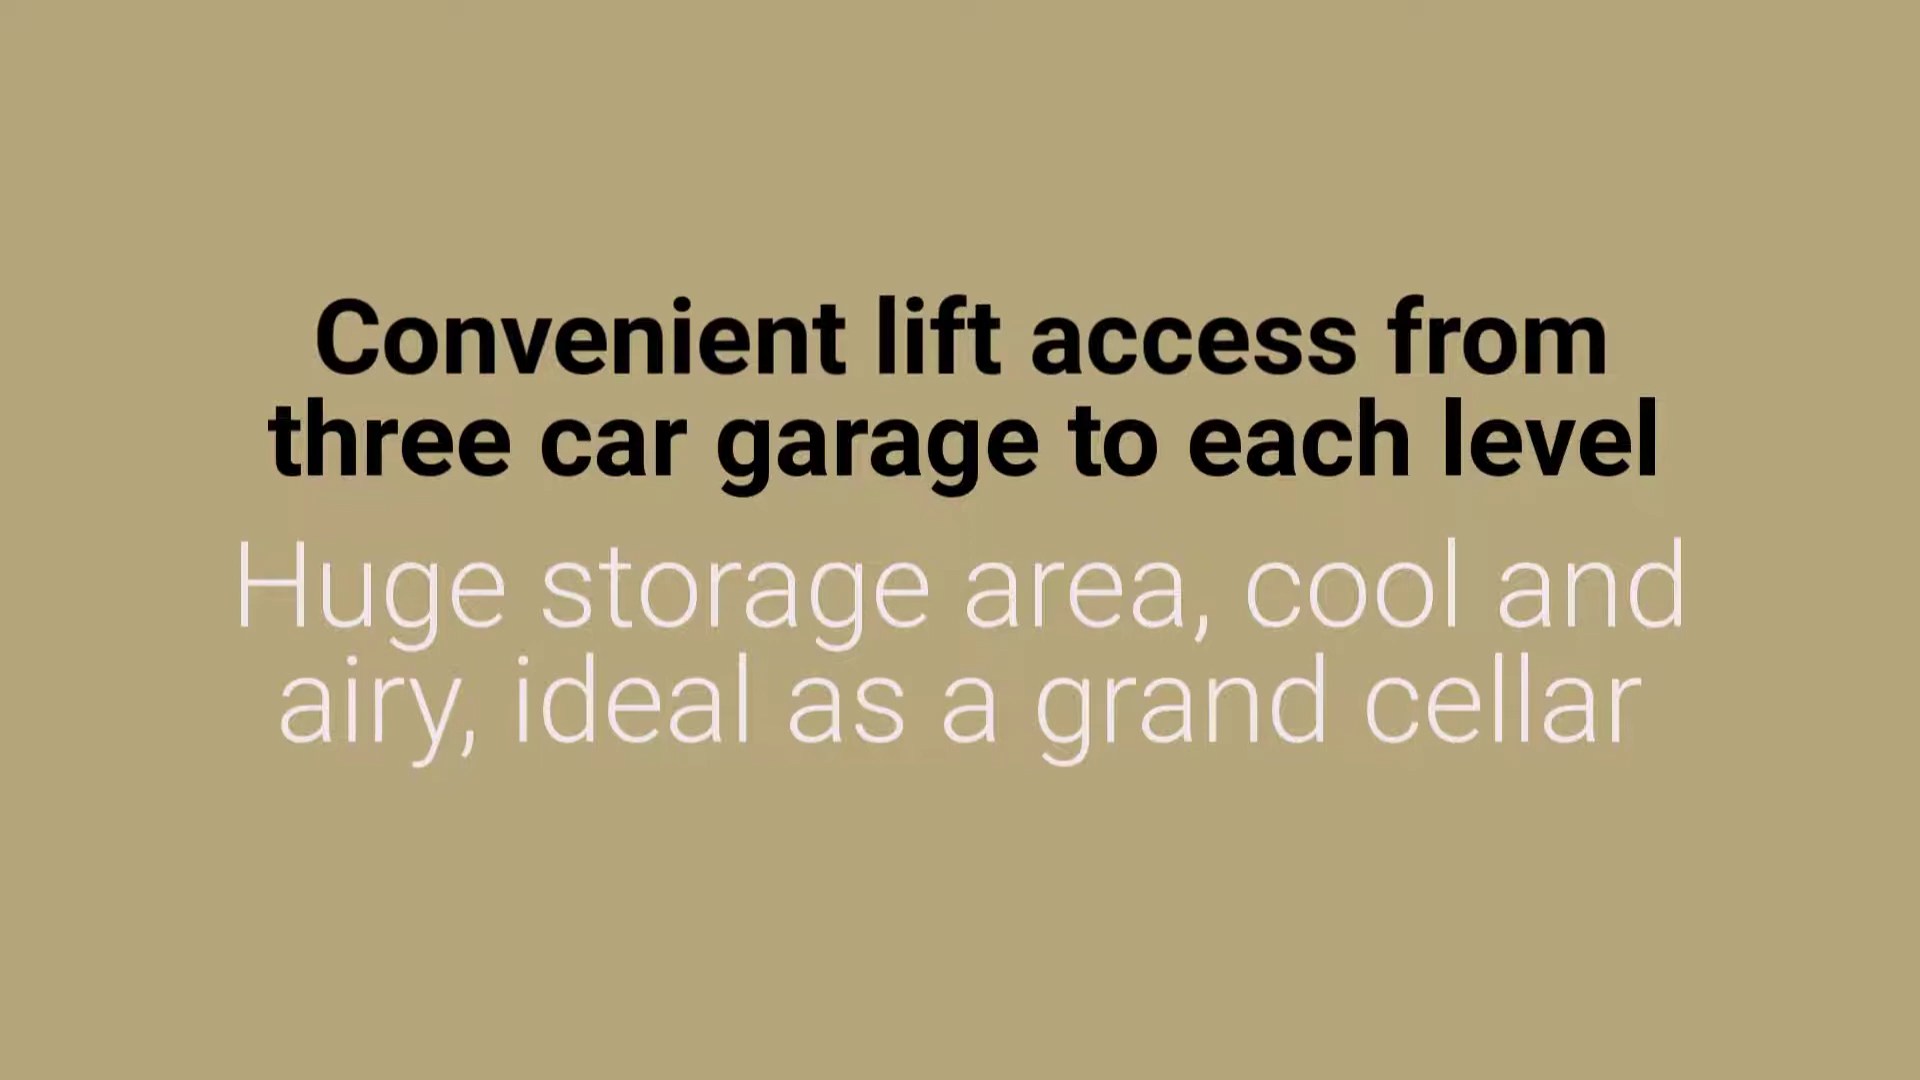 Convenient lift access from
three car garage to each level
Huge storage area, cool and
airy, ideal as a grand cellar